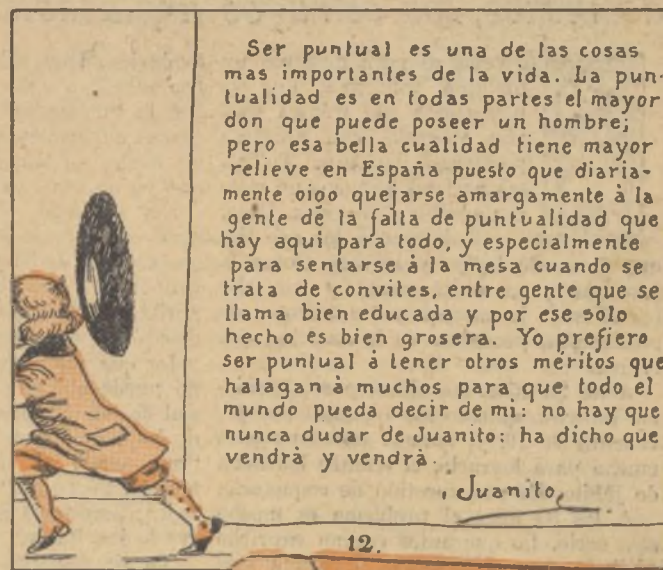 Ser puntual es una de las cosas
mas importantes de la vida. La pun-
tualidad es en todas partes el mayor
don que puede poseer un hombre;
pero esa bella cualidad tiene mayor
relieve en España puesto que diaria-
mente oigo quejarse amargamente à la
gente de la falta de puntualidad que
hay aqui para todo, y especialmente
para sentarse à la mesa cuando se
trata de convites, entre gente que se
llama bien educada y por ese solo
hecho es bien grosera. Yo prefiero
ser puntual à tener otros méritos que
halagan à muchos para que todo el
mundo pueda decir de mi: no hay que
nunca dudar de Juanito: ha dicho que
vendrà y vendrà.
Juanito
12.